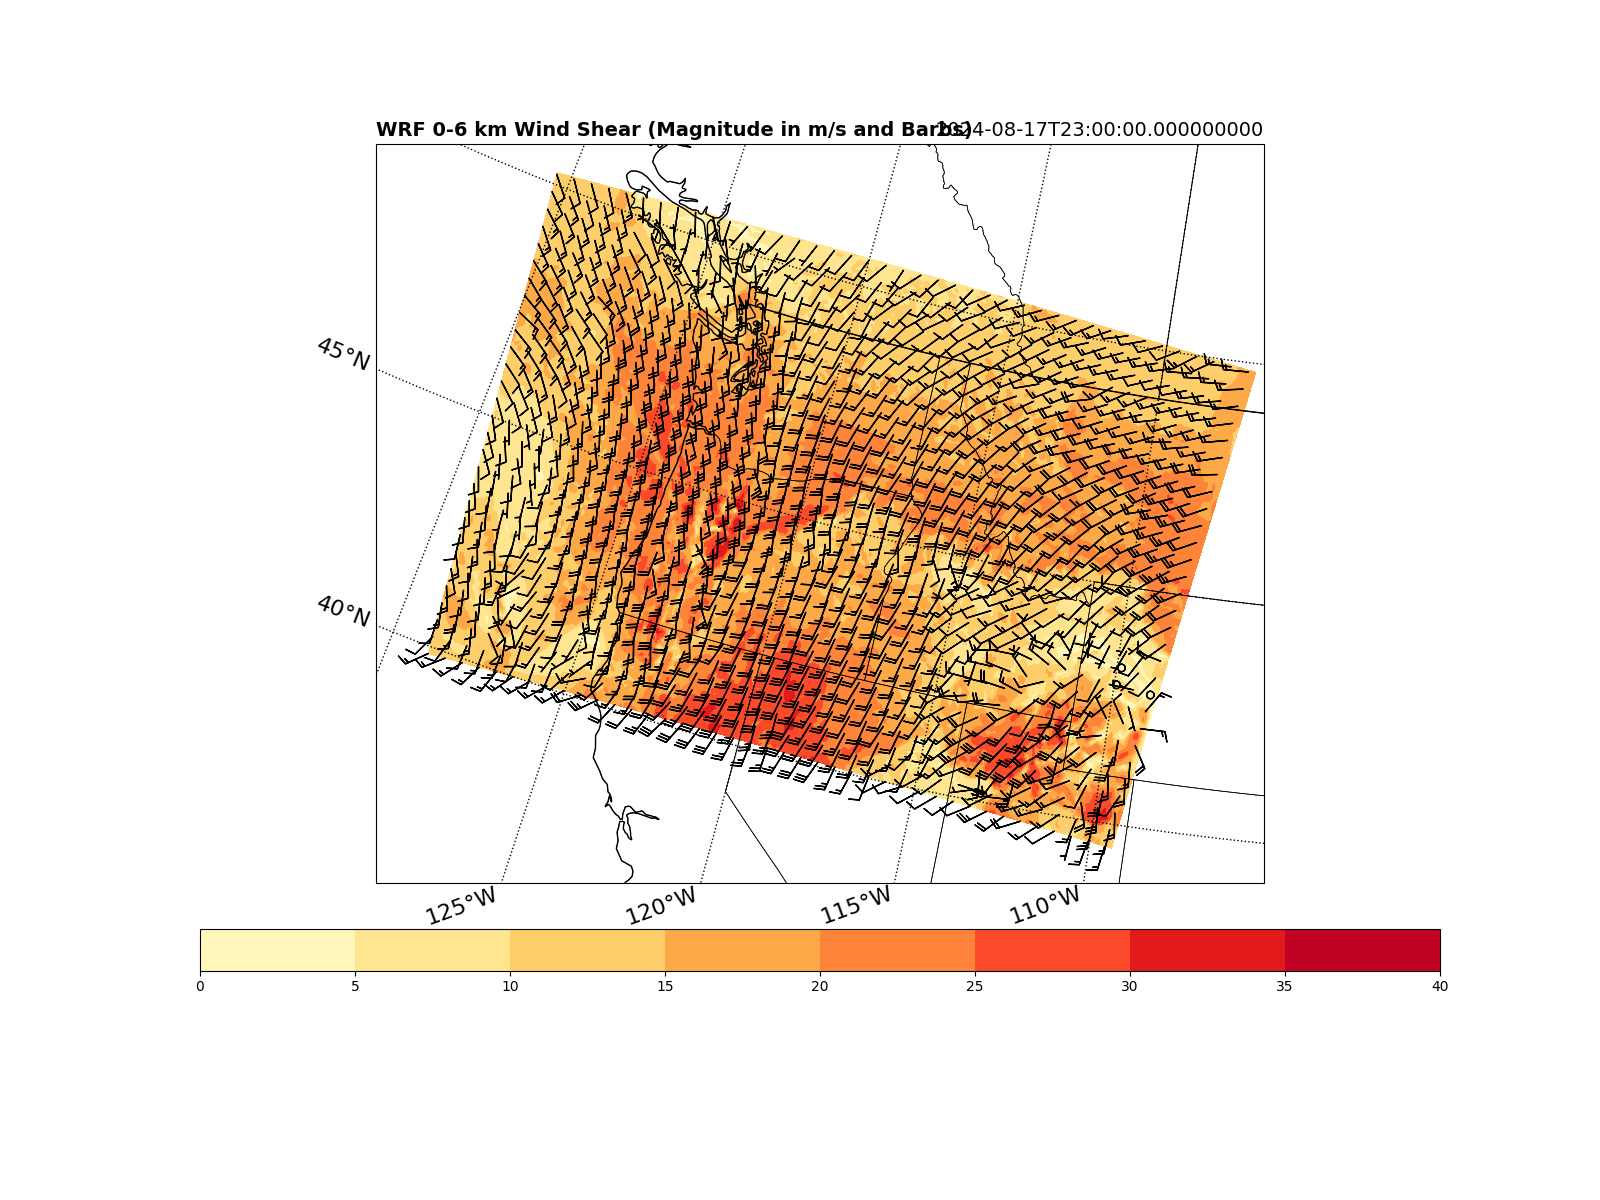 WRF 0-6 km Wind Shear (Magnitude in m/s and Barbs) 2024-08-17T23:00:00.000000000
45°N
40°N
125°W 120°W 115°W 110°W
0 5 10 15 20 25 30 35 40